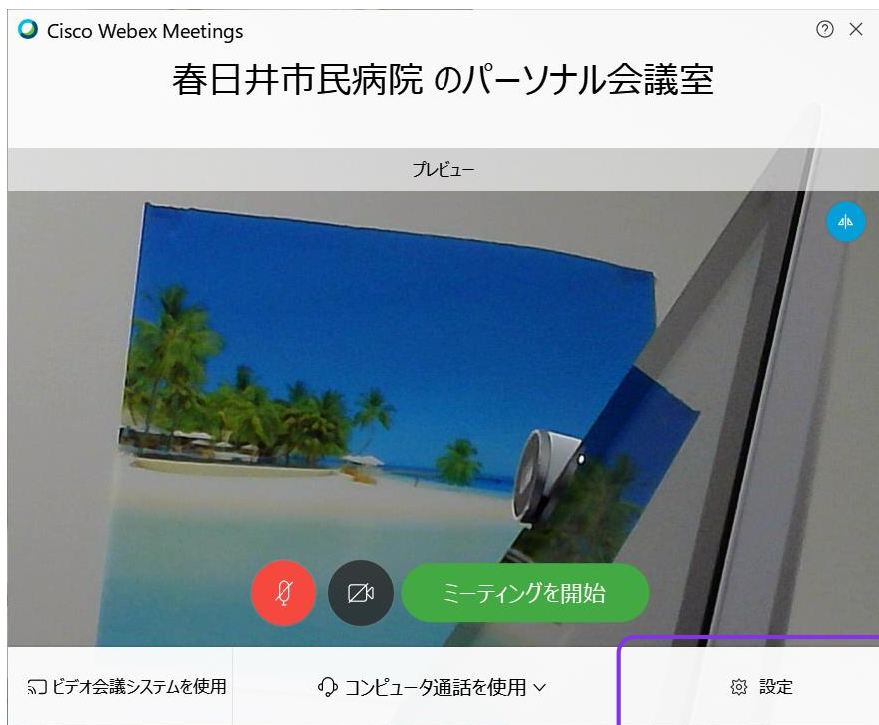 Cisco Webex Meetings
春日井市民病院 のパーソナル会議室
プレビュー
ミーティングを開始
ビデオ会議システムを使用
コンピュータ通話を使用
設定